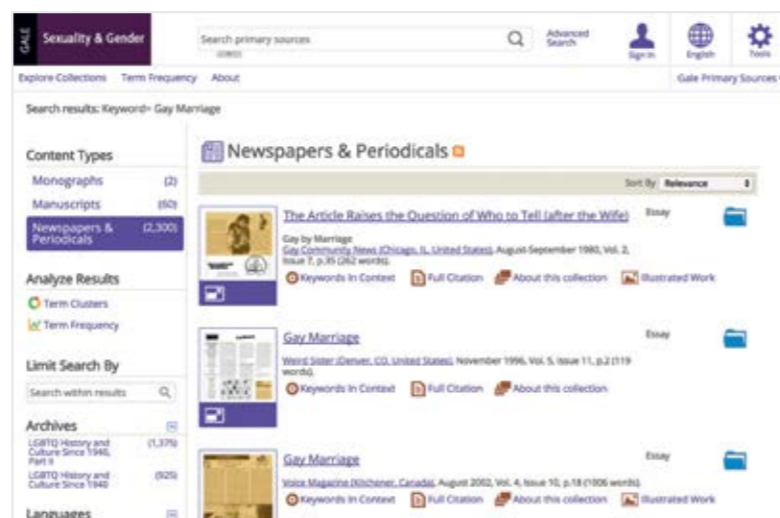 GALE
Sexuality & Gender
Search primary sources
Advanced
Search
Sign In
English
Tools
Explore Collections Term Frequency About
Gale Primary Sources
Search results: Keyword= Gay Marriage
Content Types
Monographs (2)
Manuscripts (60)
Newspapers &
Periodicals (2,300)
Analyze Results
Term Clusters
Term Frequency
Limit Search By
Search within results
Archives
LGBTQ History and
Culture Since 1940,
Part II (1,375)
LGBTQ History and
Culture Since 1940 (925)
Languages
Newspapers & Periodicals
Sort By Relevance
The Article Raises the Question of Who to Tell (after the Wife) Essay
Gay by Marriage
Gay Community News (Chicago, IL, United States), August-September 1980, Vol. 2,
Issue 7, p.35 (262 words).
Keywords In Context Full Citation About this collection Illustrated Work
Gay Marriage Essay
Weird Sister (Denver, CO, United States), November 1996, Vol. 5, Issue 11, p.2 (119
words).
Keywords In Context Full Citation About this collection
Gay Marriage Essay
Voice Magazine (Kitchener, Canada), August 2002, Vol. 4, Issue 10, p.18 (1006 words).
Keywords In Context Full Citation About this collection Illustrated Work